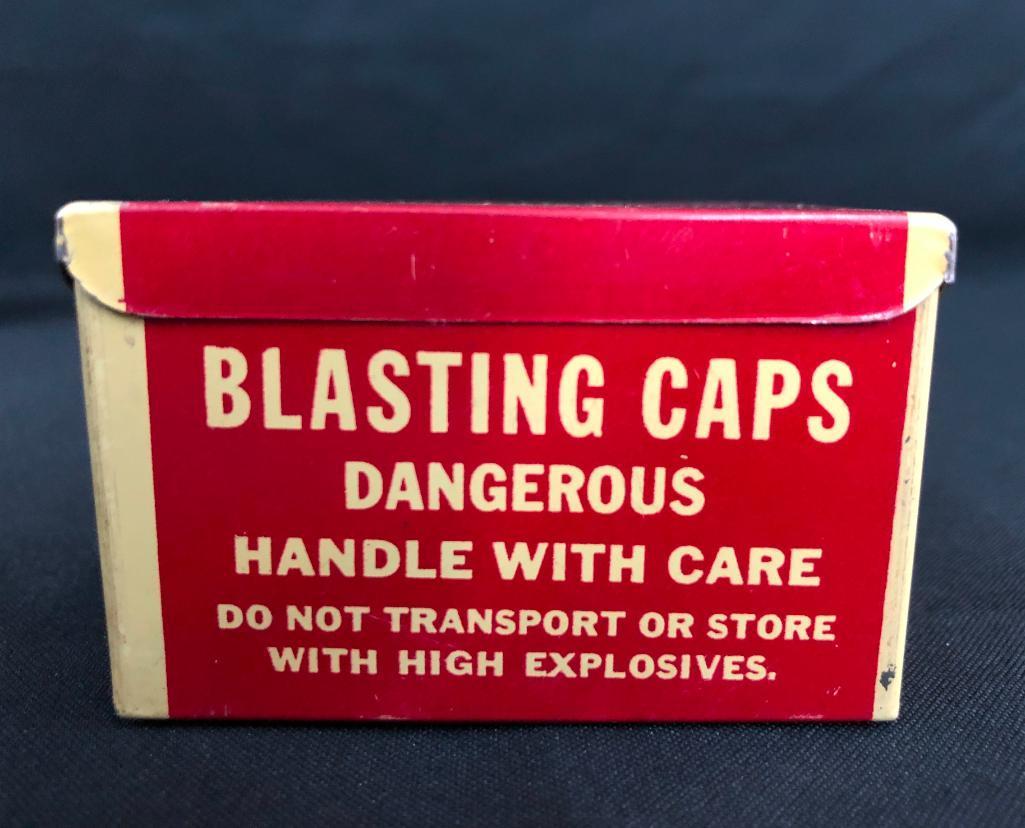 BLASTING CAPS
DANGEROUS
HANDLE WITH CARE
DO NOT TRANSPORT OR STORE
WITH HIGH EXPLOSIVES.